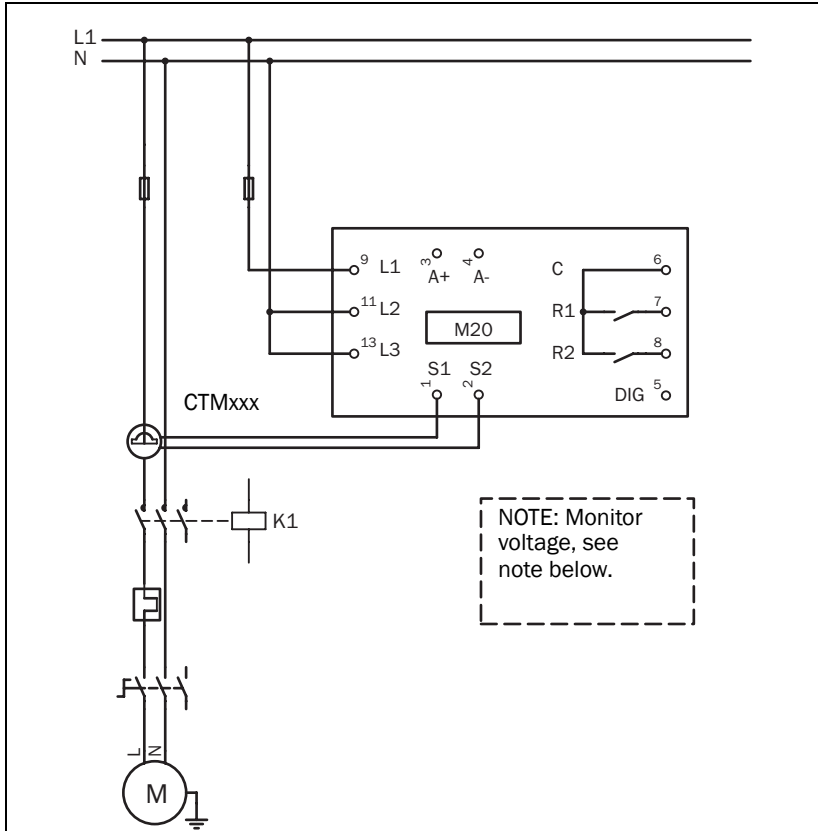 L1
N
9 L1
3 A+
4 A-
C 6
11 L2
M20
R1 7
13 L3
R2 8
S1 S2
1 2
DIG 5
CTMxxx
K1
NOTE: Monitor
voltage, see
note below.
L N
M